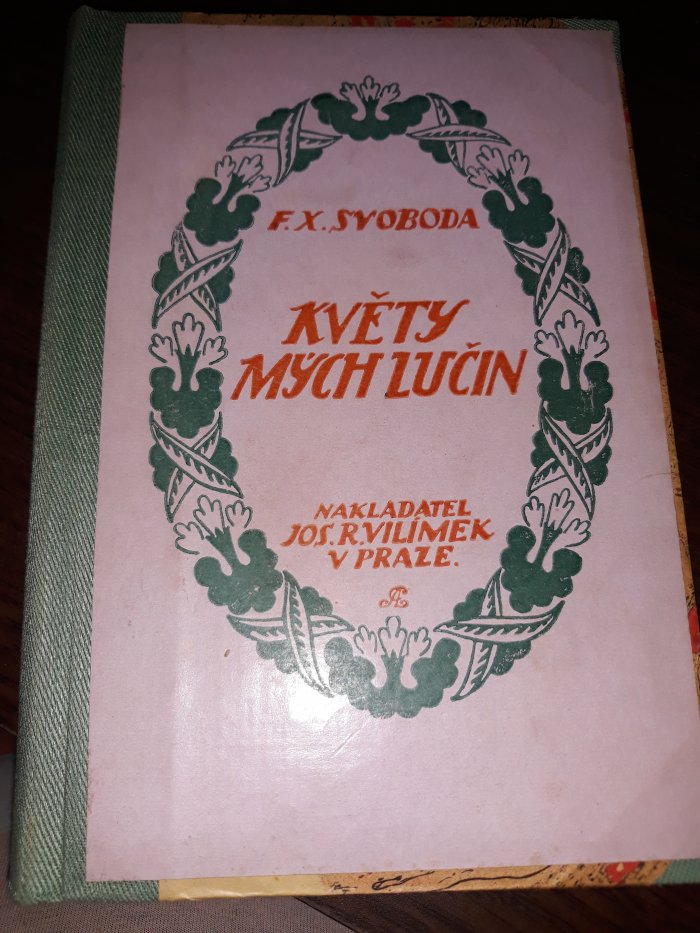 F. X. SVOBODA
KVĚTY
MÝCH LUČIN
NAKLADATEL
JOS. R. VILÍMEK
V PRAZE.